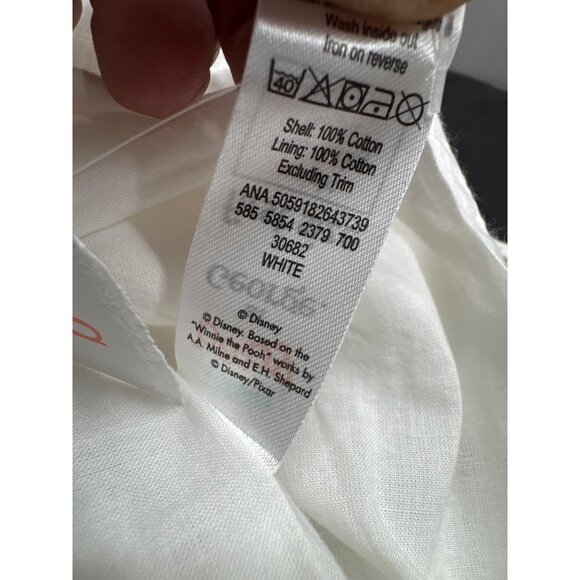 Wash inside out
Iron on reverse
40
Shell: 100% Cotton
Lining: 100% Cotton
Excluding Trim
ANA 5059182643739
585 5854 2379 700
30682
WHITE
© Disney
© Disney. Based on the
"Winnie the Pooh" works by
A.A. Milne and E.H. Shepard
© Disney/Pixar